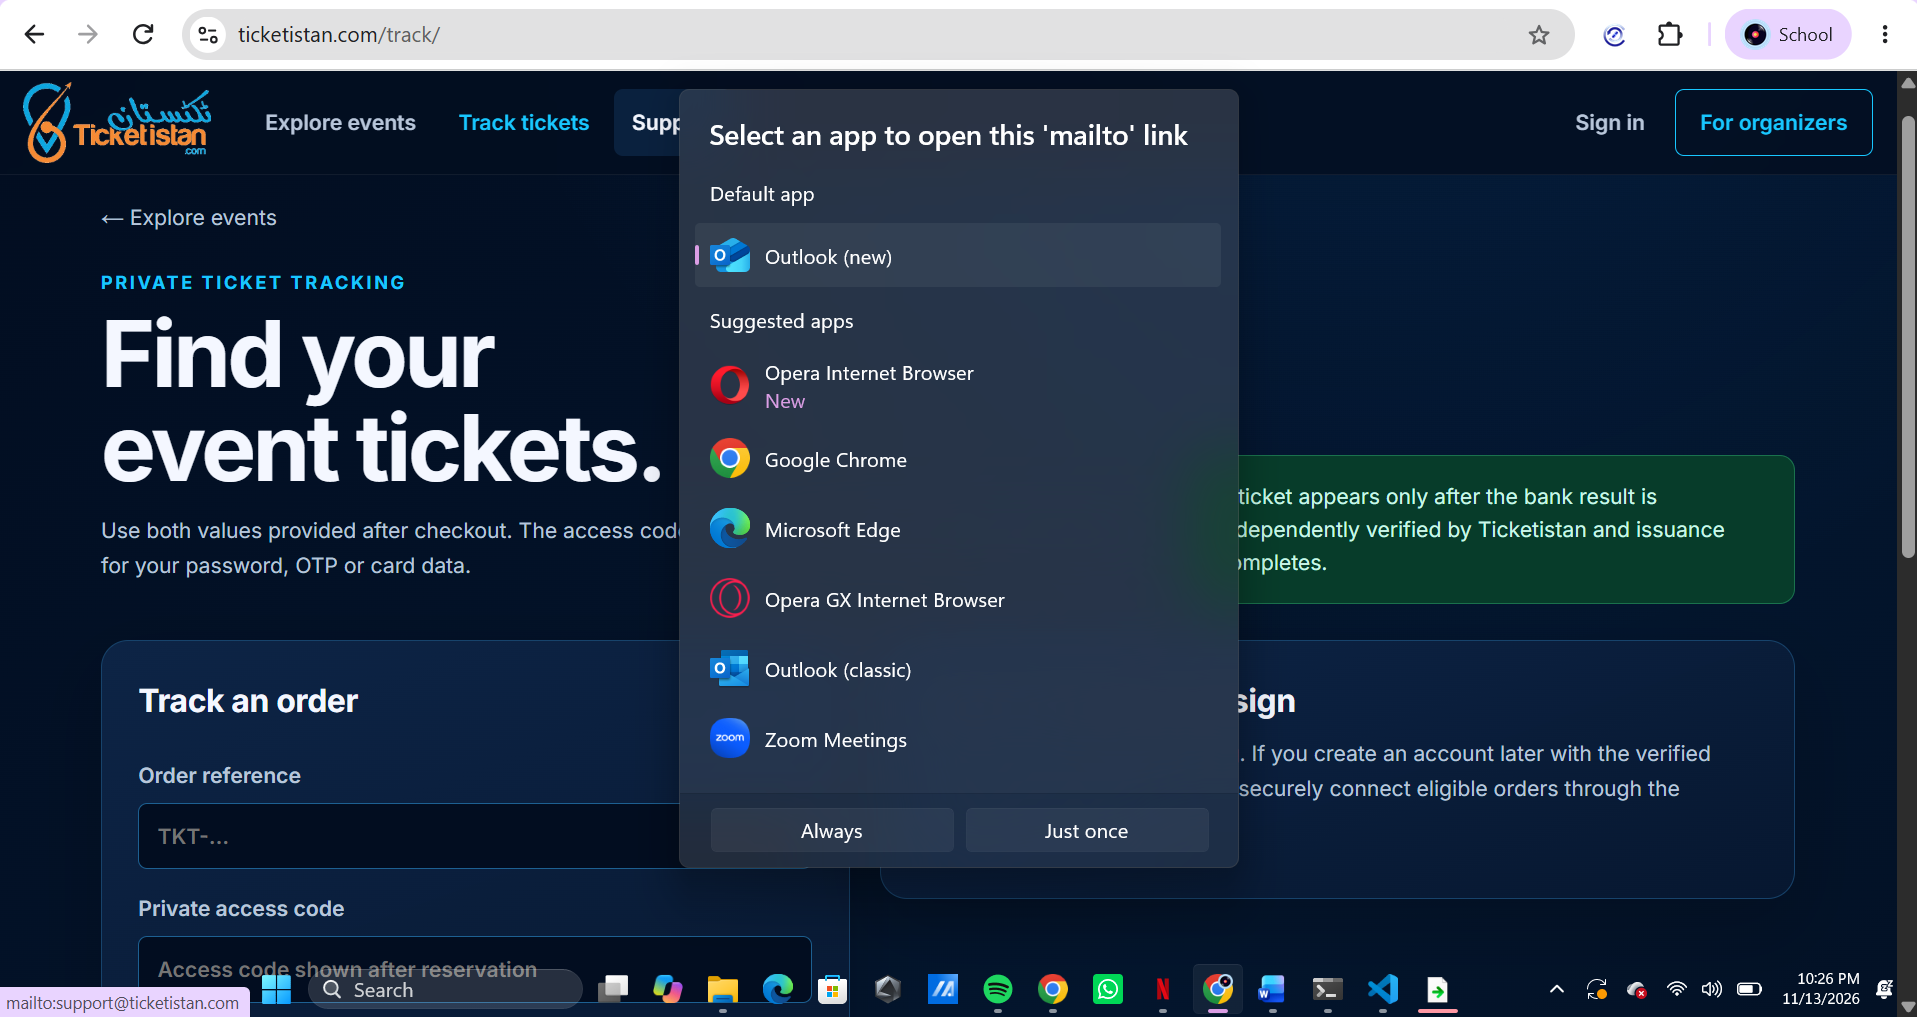 ticketistan.com/track/
School
ٹکٹستان
Ticketistan
.com
Explore events
Track tickets
Supp
Sign in
For organizers
← Explore events
PRIVATE TICKET TRACKING
Find your
event tickets.
Use both values provided after checkout. The access cod
for your password, OTP or card data.
Select an app to open this 'mailto' link
Default app
Outlook (new)
Suggested apps
Opera Internet Browser
New
Google Chrome
Microsoft Edge
Opera GX Internet Browser
Outlook (classic)
zoom
Zoom Meetings
Always
Just once
ticket appears only after the bank result is
dependently verified by Ticketistan and issuance
ompletes.
Track an order
Order reference
TKT-...
Private access code
Access code shown after reservation
sign
. If you create an account later with the verified
securely connect eligible orders through the
mailto:support@ticketistan.com
Search
10:26 PM
11/13/2026